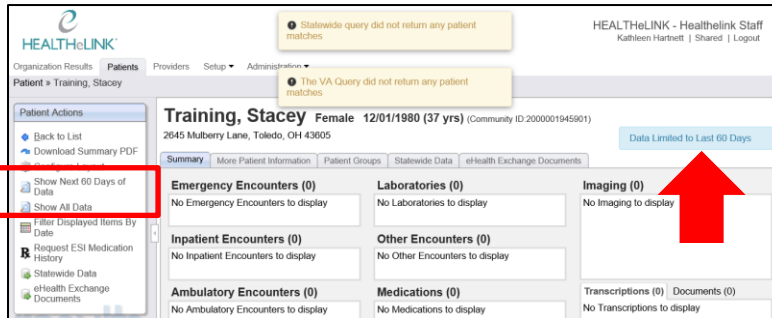 HEALTHeLINK
Statewide query did not return any patient
matches
HEALTHeLINK - Healthelink Staff
Kathleen Hartnett | Shared | Logout
Organization Results Patients Providers Setup Administration
The VA Query did not return any patient
matches
Patient » Training, Stacey
Patient Actions
Back to List
Download Summary PDF
Configure Layout
Show Next 60 Days of
Data
Show All Data
Filter Displayed Items By
Date
Request ESI Medication
History
Statewide Data
eHealth Exchange
Documents
Training, Stacey Female 12/01/1980 (37 yrs) (Community ID:2000001945901)
2645 Mulberry Lane, Toledo, OH 43605
Data Limited to Last 60 Days
Summary More Patient Information Patient Groups Statewide Data eHealth Exchange Documents
Emergency Encounters (0) Laboratories (0) Imaging (0)
No Emergency Encounters to display No Laboratories to display No Imaging to display
Inpatient Encounters (0) Other Encounters (0)
No Inpatient Encounters to display No Other Encounters to display
Ambulatory Encounters (0) Medications (0) Transcriptions (0) Documents (0)
No Ambulatory Encounters to display No Medications to display No Transcriptions to display